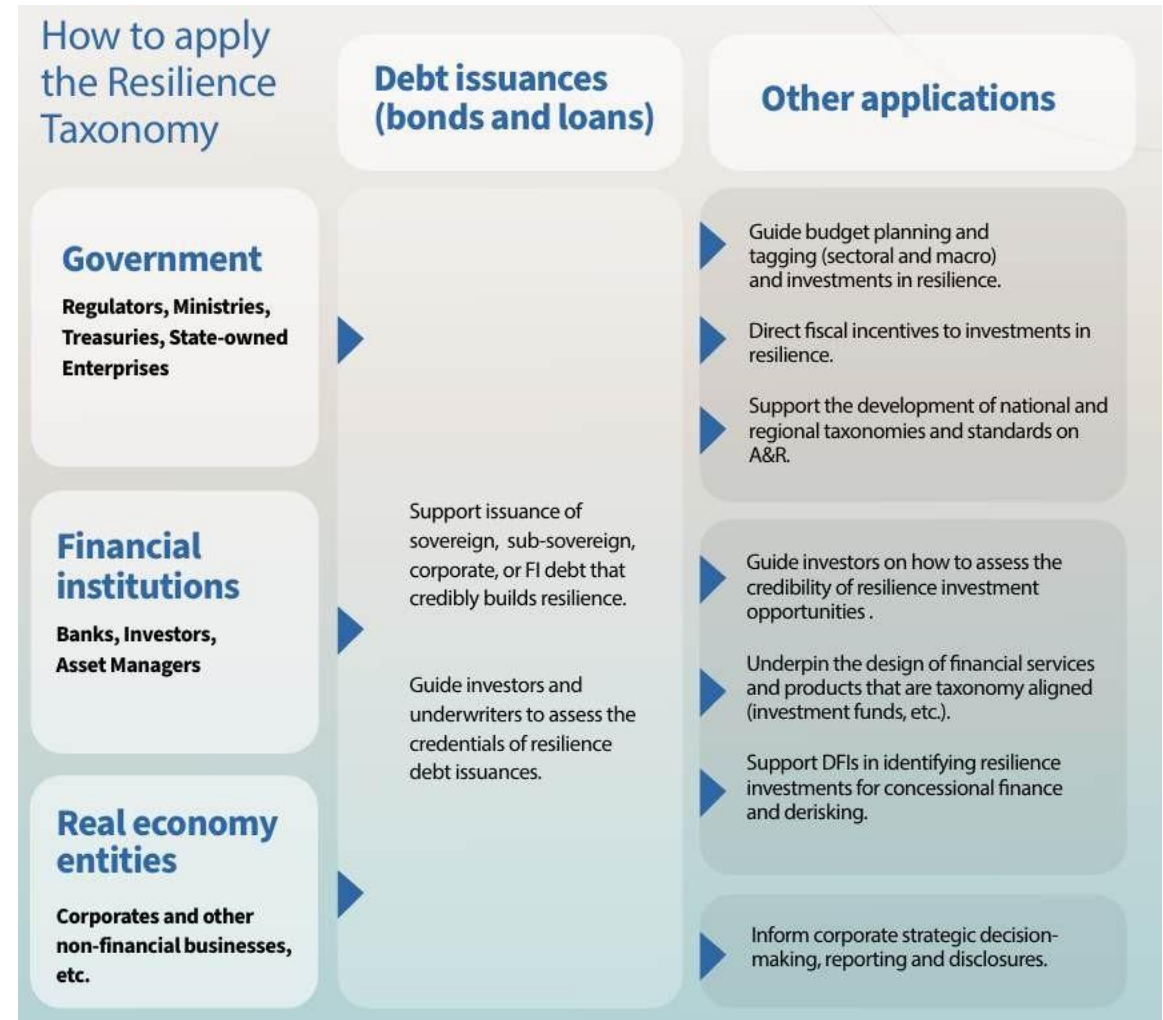 How to apply
the Resilience
Taxonomy
Debt issuances
(bonds and loans)
Other applications
Government
Regulators, Ministries,
Treasuries, State-owned
Enterprises
Financial
institutions
Banks, Investors,
Asset Managers
Real economy
entities
Corporates and other
non-financial businesses,
etc.
Support issuance of
sovereign, sub-sovereign,
corporate, or FI debt that
credibly builds resilience.
Guide investors and
underwriters to assess the
credentials of resilience
debt issuances.
Guide budget planning and
tagging (sectoral and macro)
and investments in resilience.
Direct fiscal incentives to investments in
resilience.
Support the development of national and
regional taxonomies and standards on
A&R.
Guide investors on how to assess the
credibility of resilience investment
opportunities .
Underpin the design of financial services
and products that are taxonomy aligned
(investment funds, etc.).
Support DFIs in identifying resilience
investments for concessional finance
and derisking.
Inform corporate strategic decision-
making, reporting and disclosures.